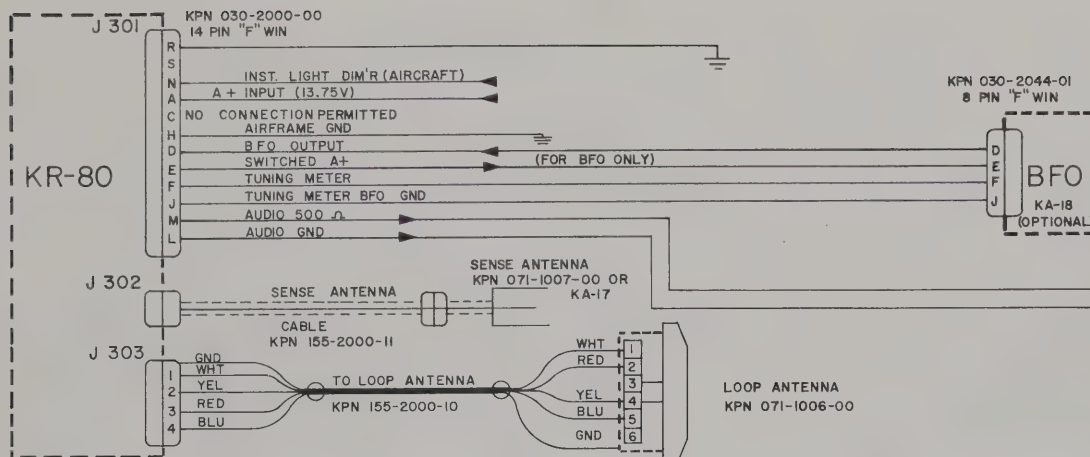 J 301
KPN 030-2000-00
14 PIN "F" WIN
R
S
N INST. LIGHT DIM'R (AIRCRAFT)
A A + INPUT (13.75V)
C NO CONNECTION PERMITTED
H AIRFRAME GND
D BFO OUTPUT
E SWITCHED A+ (FOR BFO ONLY)
F TUNING METER
J TUNING METER BFO GND
M AUDIO 500 Ω
L AUDIO GND
KR-80
KPN 030-2044-01
8 PIN "F" WIN
D
E
F
J
BFO
KA-18
(OPTIONAL
J 302
SENSE ANTENNA
CABLE
KPN 155-2000-11
SENSE ANTENNA
KPN 071-1007-00 OR
KA-17
J 303
GND
1 WHT
2 YEL
3 RED
4 BLU
TO LOOP ANTENNA
KPN 155-2000-10
WHT 1
RED 2
3
YEL 4
BLU 5
GND 6
LOOP ANTENNA
KPN 071-1006-00